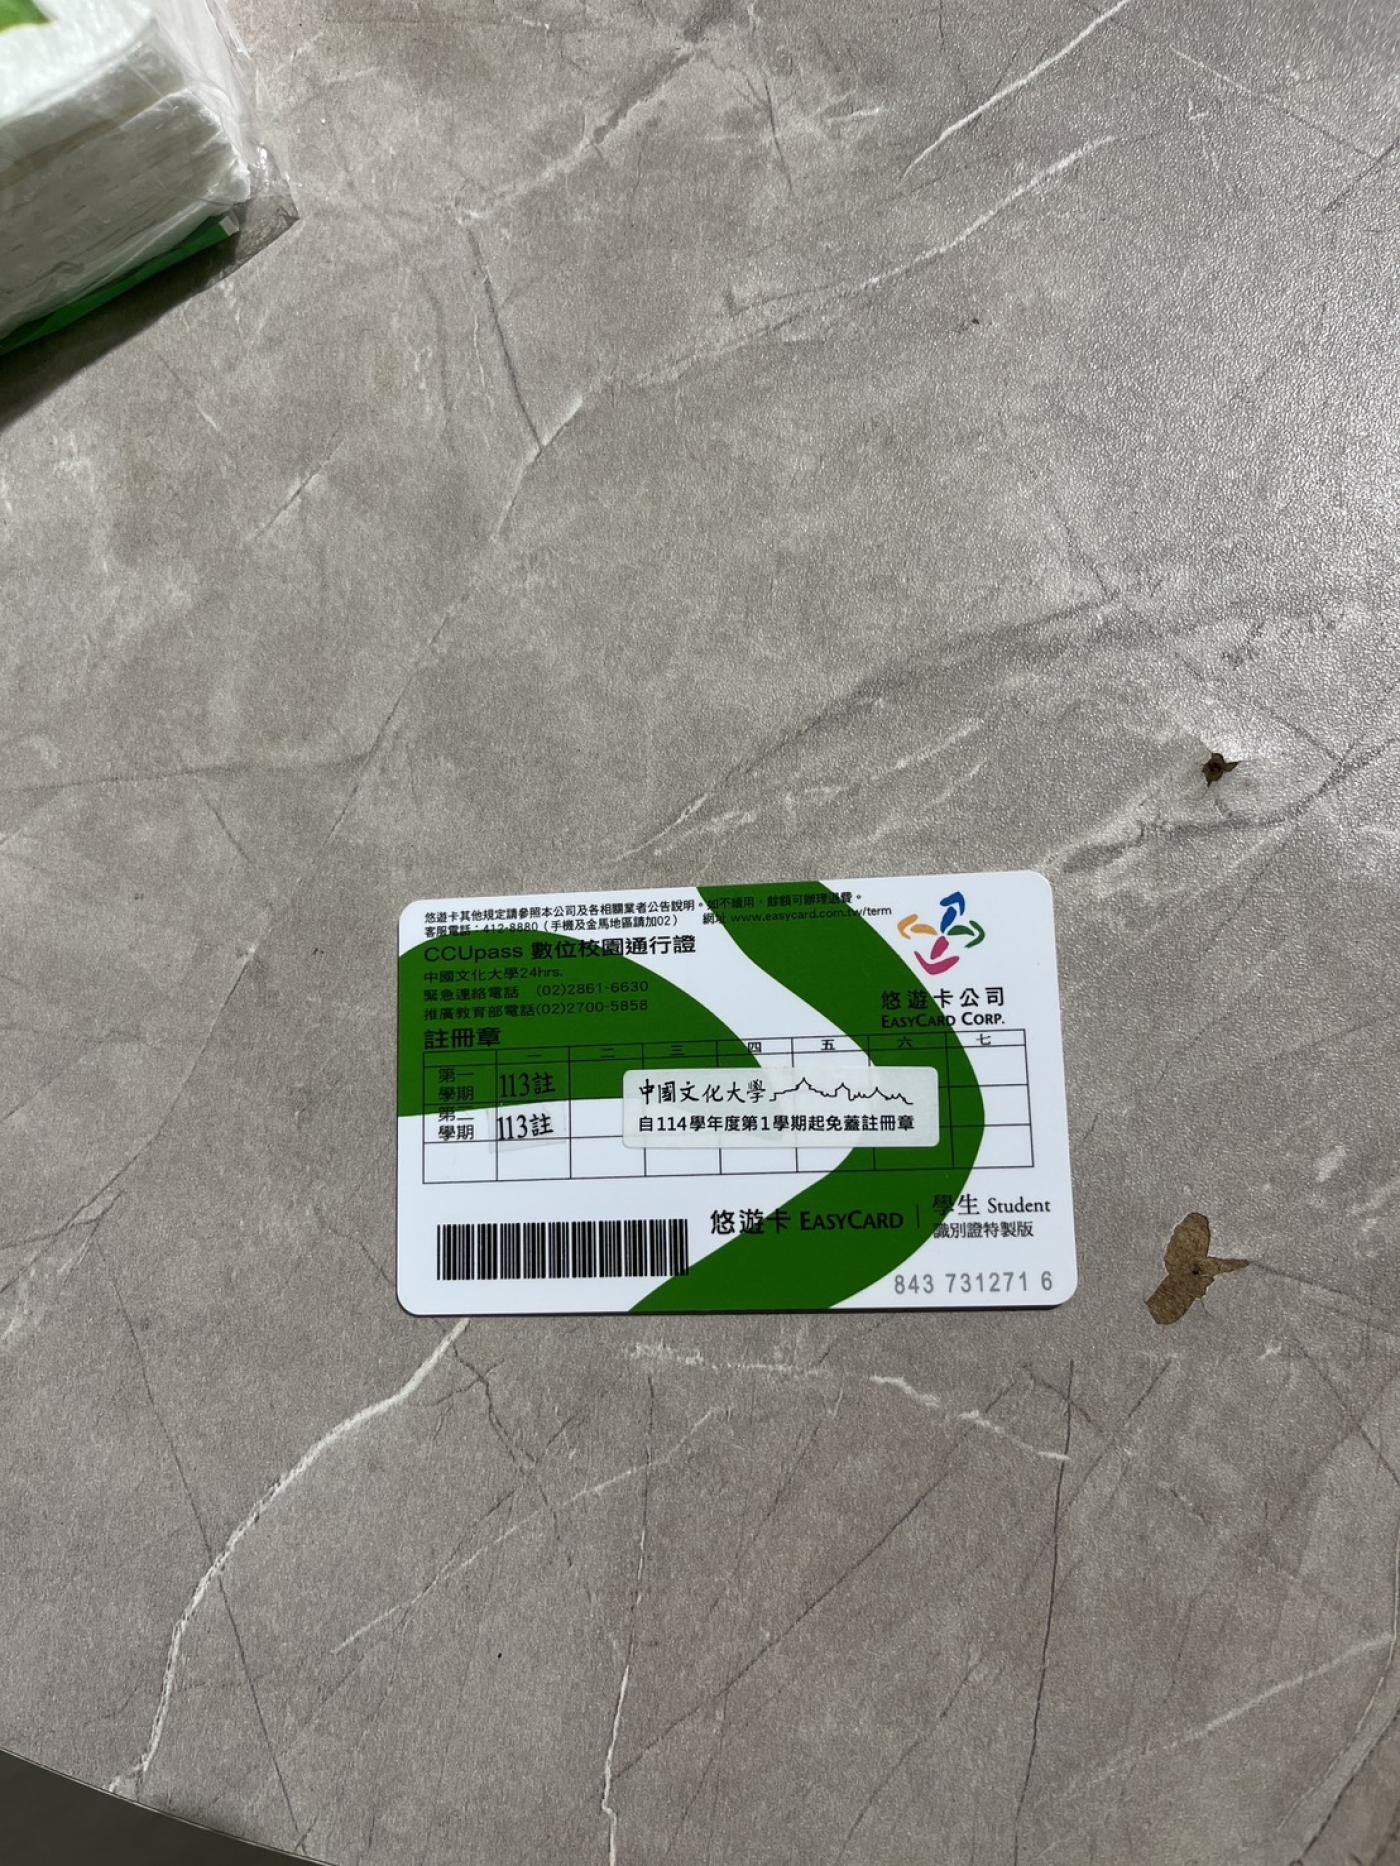 悠遊卡其他規定請參照本公司及各相關業者公告說明。如不續用，餘額可辦理退費。
客服電話：412-8880（手機及金馬地區請加02） 網址 www.easycard.com.tw/term
CCUpass 數位校園通行證
中國文化大學24hrs.
緊急連絡電話 (02)2861-6630
推廣教育部電話(02)2700-5858
悠遊卡公司
EASYCARD CORP.
註冊章
一 二 三 四 五 六 七
第一學期 113註
第二學期 113註
中國文化大學
自114學年度第1學期起免蓋註冊章
悠遊卡 EASYCARD | 學生 Student
識別證特製版
843 731271 6